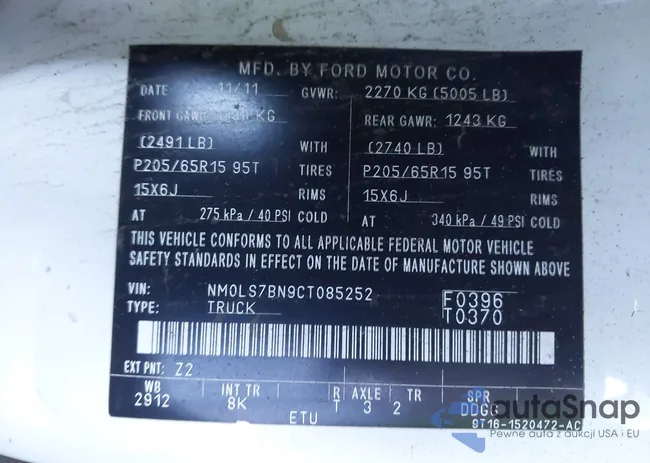 MFD. BY FORD MOTOR CO.
DATE 11/11 GVWR: 2270 KG (5005 LB)
FRONT GAWR: KG REAR GAWR: 1243 KG
(2491 LB) WITH (2740 LB) WITH
P205/65R15 95T TIRES P205/65R15 95T TIRES
15X6J RIMS 15X6J RIMS
AT 275 kPa / 40 PSI COLD AT 340 kPa / 49 PSI COLD
THIS VEHICLE CONFORMS TO ALL APPLICABLE FEDERAL MOTOR VEHICLE
SAFETY STANDARDS IN EFFECT ON THE DATE OF MANUFACTURE SHOWN ABOVE
VIN: NM0LS7BN9CT085252 F0396
TYPE: TRUCK T0370
EXT PNT: Z2
WB INT TR R AXLE TR SPR
2912 8K T 3 2 DDGG
ETU 9T16-1520472-AC
autoSnap
Pewne auto z aukcji USA i EU